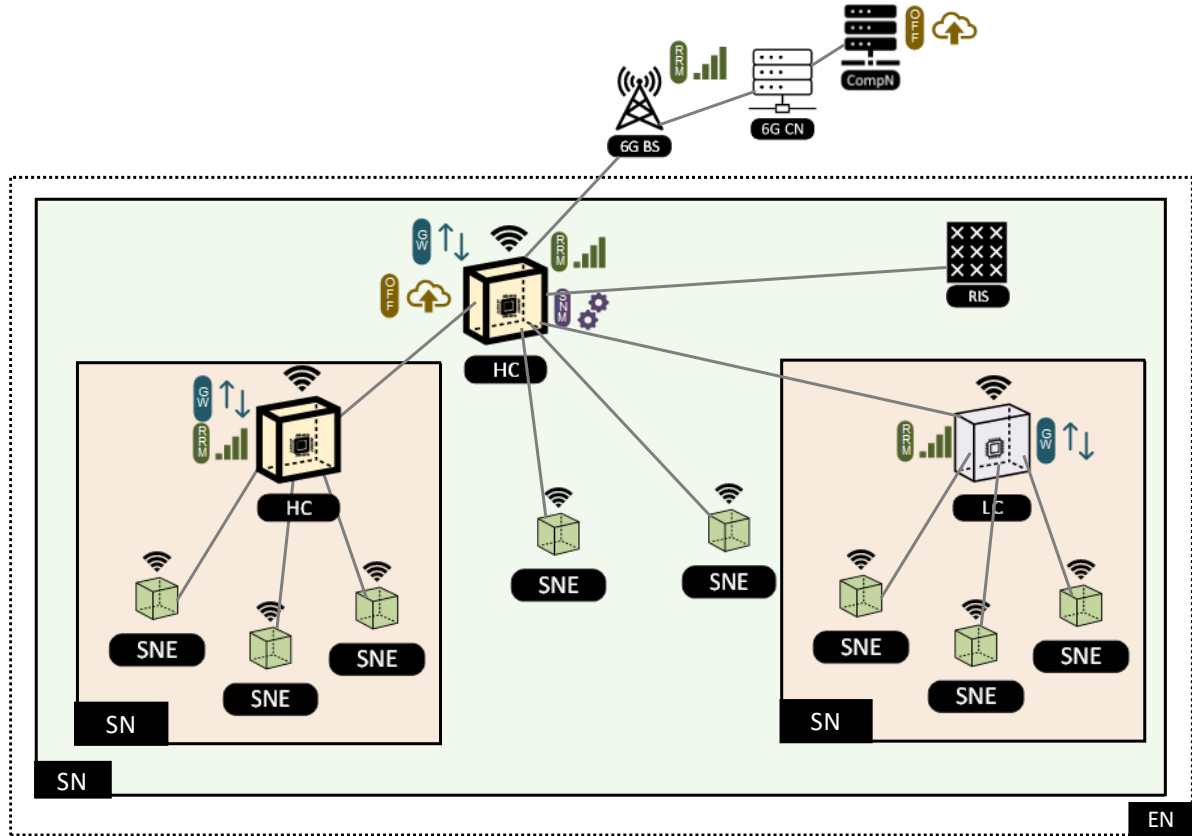 OFF
CompN
RRM
6G CN
6G BS
GW
RRM
OFF
SNM
RIS
HC
GW
RRM
HC
RRM
GW
LC
SNE
SNE
SNE
SNE
SNE
SNE
SNE
SNE
SN
SN
SN
EN